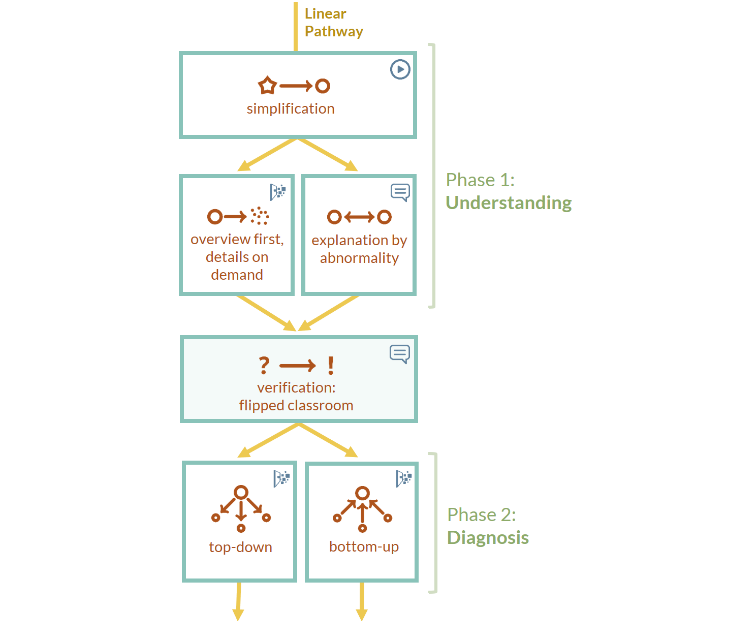 Linear
Pathway
simplification
Phase 1:
Understanding
overview first,
details on
demand
explanation by
abnormality
? !
verification:
flipped classroom
Phase 2:
Diagnosis
top-down
bottom-up